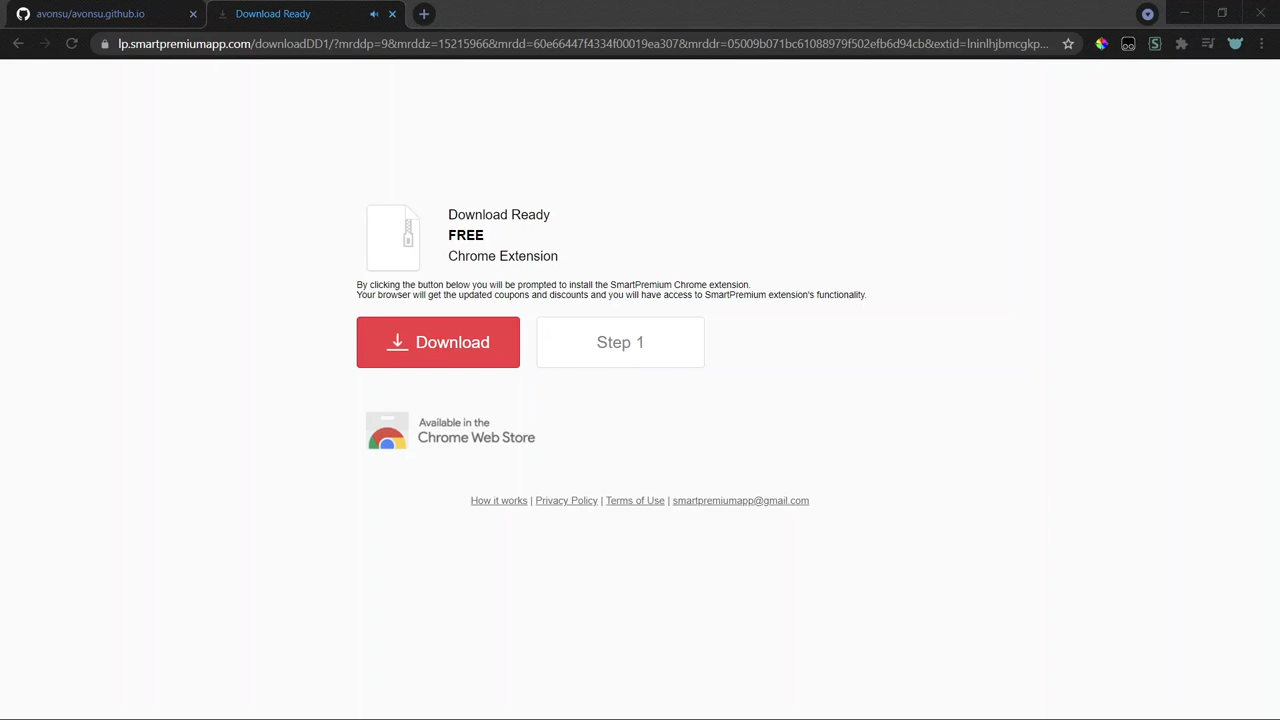 avonsu/avonsu.github.io
Download Ready
lp.smartpremiumapp.com/downloadDD1/?mrddp=9&mrddz=15215966&mrdd=60e66447f4334f00019ea307&mrddr=05009b071bc61088979f502efb6d94cb&extid=lninlhjbmcgkp...
Download Ready
FREE
Chrome Extension
By clicking the button below you will be prompted to install the SmartPremium Chrome extension.
Your browser will get the updated coupons and discounts and you will have access to SmartPremium extension's functionality.
Download
Step 1
Available in the
Chrome Web Store
How it works | Privacy Policy | Terms of Use | smartpremiumapp@gmail.com